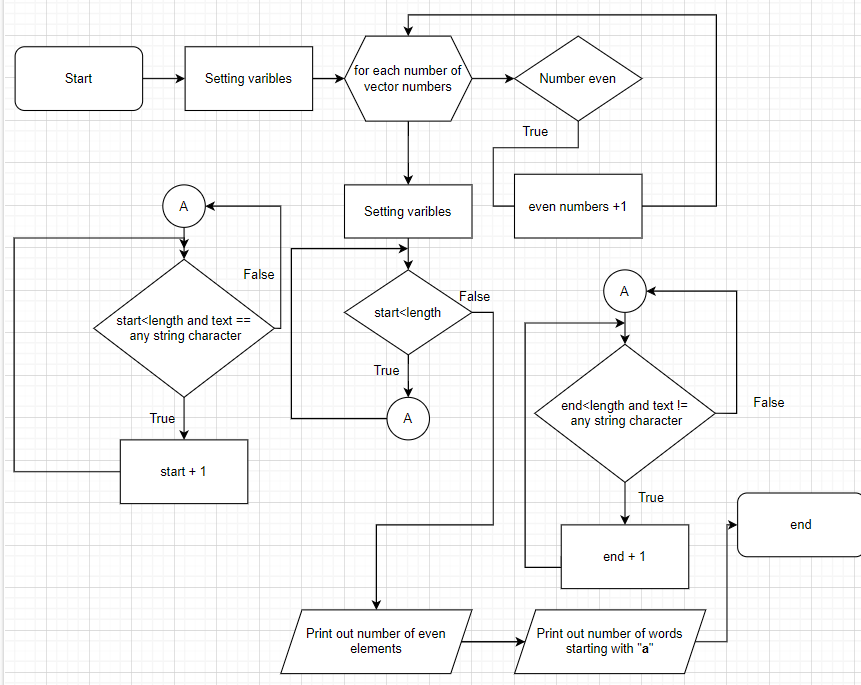 Start
Setting varibles
for each number of
vector numbers
Number even
True
even numbers +1
Setting varibles
A
False
start<length and text ==
any string character
True
start + 1
start<length
False
True
A
A
end<length and text !=
any string character
False
True
end + 1
end
Print out number of even
elements
Print out number of words
starting with "a"